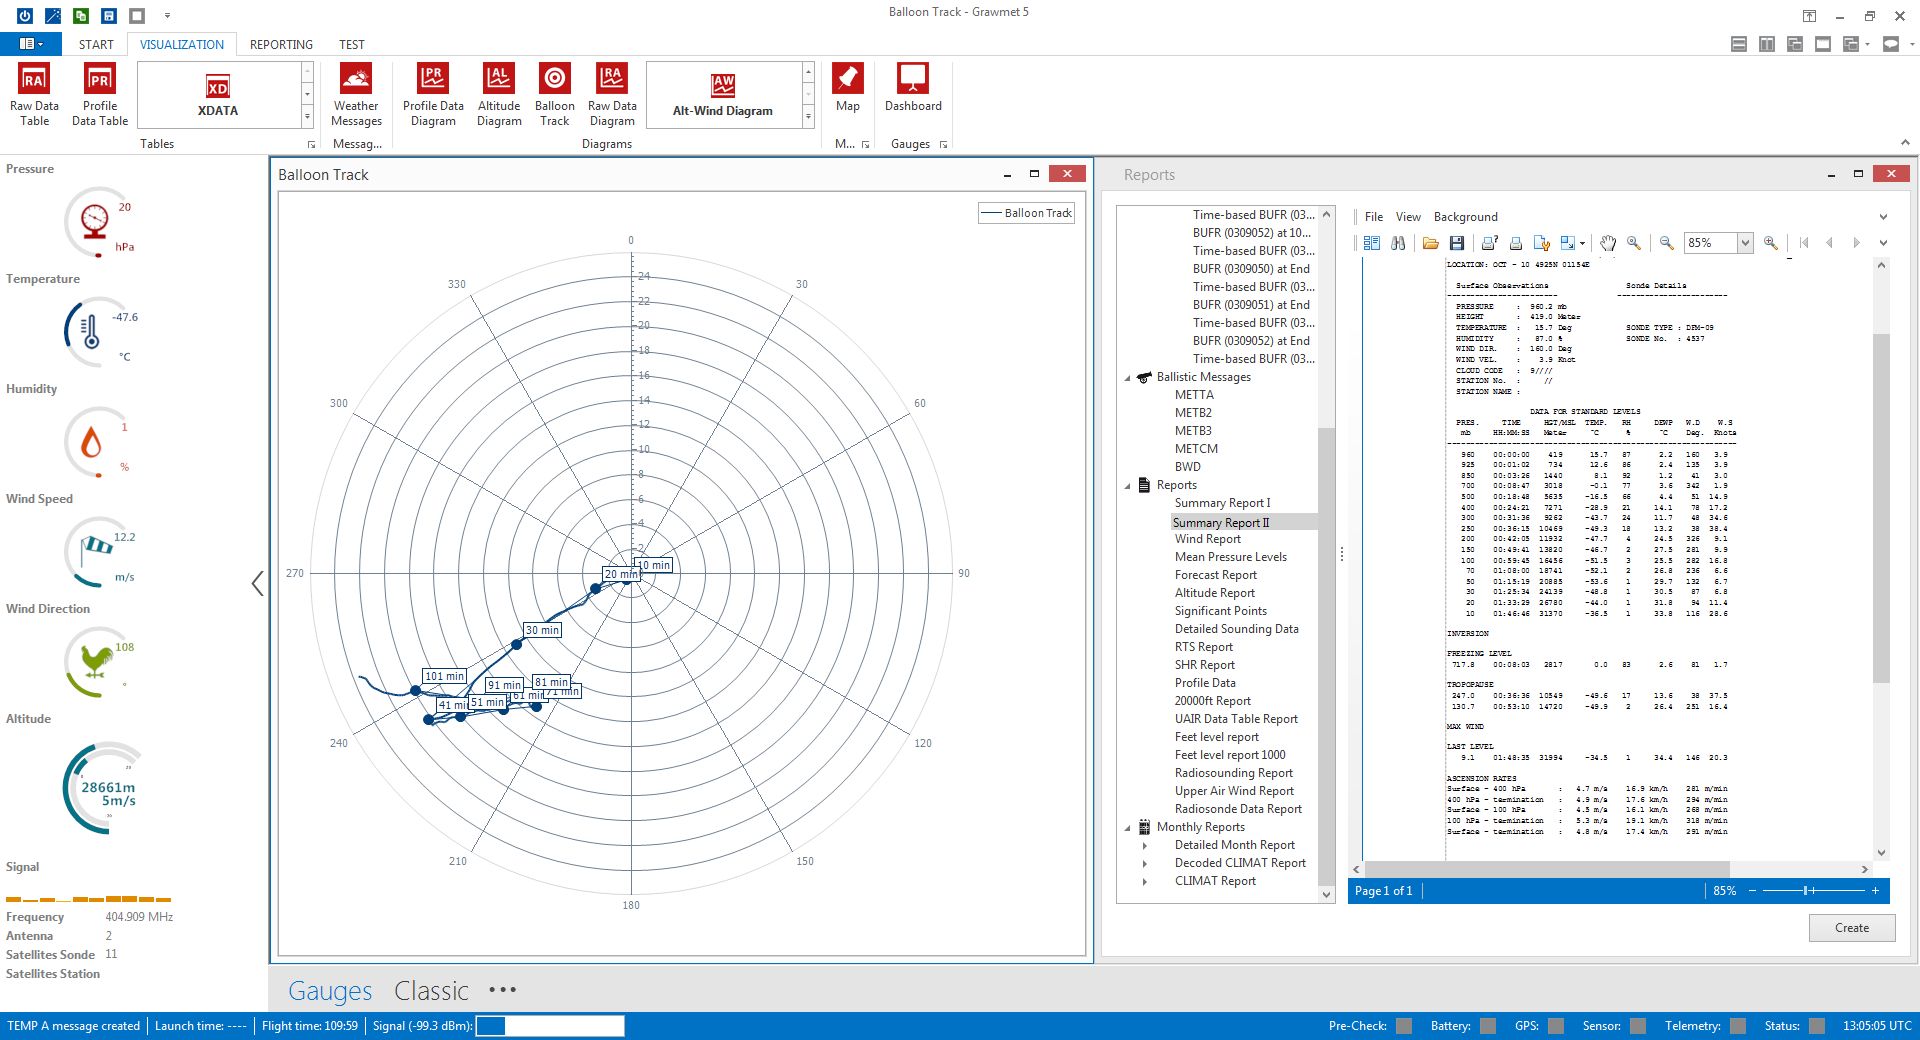 Balloon Track - Grawmet 5
START VISUALIZATION REPORTING TEST
RA PR XD PR AL RA AW
Raw Data Table
Profile Data Table
XDATA
Weather Messages
Profile Data Diagram
Altitude Diagram
Balloon Track
Raw Data Diagram
Alt-Wind Diagram
Map
Dashboard
Tables Messag... Diagrams M... Gauges
Pressure
20
hPa
Temperature
-47.6
°C
Humidity
1
%
Wind Speed
12.2
m/s
Wind Direction
108
°
Altitude
28661m
5m/s
Signal
Frequency 404.909 MHz
Antenna 2
Satellites Sonde 11
Satellites Station
Balloon Track
Balloon Track
0
30
60
90
120
150
180
210
240
270
300
330
24
22
20
18
16
14
12
10
8
6
4
2
10 min
20 min
30 min
101 min
91 min
81 min
71 min
61 min
51 min
41 min
Gauges Classic •••
Reports
Time-based BUFR (03...
BUFR (0309052) at 10...
Time-based BUFR (03...
BUFR (0309050) at End
Time-based BUFR (03...
BUFR (0309051) at End
Time-based BUFR (03...
BUFR (0309052) at End
Time-based BUFR (03...
Ballistic Messages
METTA
METB2
METB3
METCM
BWD
Reports
Summary Report I
Summary Report II
Wind Report
Mean Pressure Levels
Forecast Report
Altitude Report
Significant Points
Detailed Sounding Data
RTS Report
SHR Report
Profile Data
20000ft Report
UAIR Data Table Report
Feet level report
Feet level report 1000
Radiosounding Report
Upper Air Wind Report
Radiosonde Data Report
Monthly Reports
Detailed Month Report
Decoded CLIMAT Report
CLIMAT Report
File View Background
85%
LOCATION: OCT - 10 4925N 01154E
Surface Observations Sonde Details
PRESSURE : 960.2 mb
HEIGHT : 419.0 Meter
TEMPERATURE : 15.7 Deg SONDE TYPE : DFM-09
HUMIDITY : 87.0 % SONDE No. : 4537
WIND DIR. : 160.0 Deg
WIND VEL. : 3.9 Knot
CLOUD CODE : 9////
STATION No. : //
STATION NAME :
DATA FOR STANDARD LEVELS
PRES. TIME HGT/MSL TEMP. RH DEWP W.D W.S
mb HH:MM:SS Meter °C % °C Deg. Knots
960 00:00:00 419 15.7 87 2.2 160 3.9
925 00:01:02 734 12.6 86 2.4 135 3.9
850 00:03:26 1440 8.1 92 1.2 41 3.0
700 00:08:47 3018 -0.1 77 3.6 342 1.9
500 00:18:48 5635 -16.5 66 4.4 51 14.9
400 00:24:21 7271 -28.9 21 14.1 78 17.2
300 00:31:36 9262 -43.7 24 11.7 48 34.6
250 00:36:15 10469 -49.3 18 13.2 38 38.4
200 00:42:05 11932 -47.7 4 24.5 326 9.1
150 00:49:41 13820 -46.7 2 27.5 281 9.9
100 00:59:45 16456 -51.5 3 25.5 282 16.8
70 01:08:00 18741 -52.1 2 26.8 236 6.6
50 01:15:19 20885 -53.6 1 29.7 132 6.7
30 01:25:34 24139 -48.8 1 30.5 87 6.8
20 01:33:29 26780 -44.0 1 31.8 94 11.4
10 01:46:46 31370 -36.5 1 33.8 116 28.6
INVERSION
FREEZING LEVEL
717.8 00:08:03 2817 0.0 83 2.6 81 1.7
TROPOPAUSE
247.0 00:36:36 10549 -49.6 17 13.6 38 37.5
130.7 00:53:10 14720 -49.9 2 26.4 251 16.4
MAX WIND
LAST LEVEL
9.1 01:48:35 31994 -34.5 1 34.4 146 20.3
ASCENSION RATES
Surface - 400 hPa : 4.7 m/s 16.9 km/h 281 m/min
400 hPa - termination : 4.9 m/s 17.6 km/h 294 m/min
Surface - 100 hPa : 4.5 m/s 16.1 km/h 268 m/min
100 hPa - termination : 5.3 m/s 19.1 km/h 318 m/min
Surface - termination : 4.8 m/s 17.4 km/h 291 m/min
Page 1 of 1 85%
Create
TEMP A message created Launch time: ---- Flight time: 109:59 Signal (-99.3 dBm): Pre-Check: Battery: GPS: Sensor: Telemetry: Status: 13:05:05 UTC